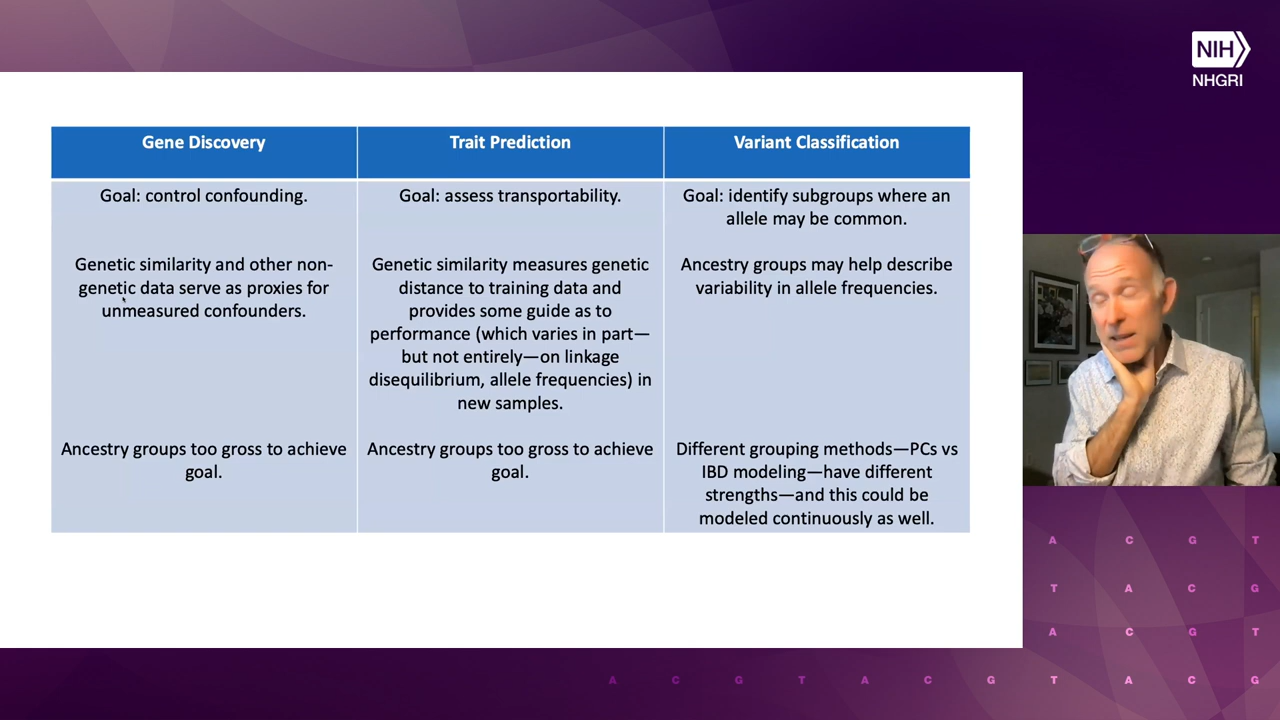 NIH
NHGRI
Gene Discovery
Trait Prediction
Variant Classification
Goal: control confounding.
Goal: assess transportability.
Goal: identify subgroups where an
allele may be common.
Genetic similarity and other non-
genetic data serve as proxies for
unmeasured confounders.
Genetic similarity measures genetic
distance to training data and
provides some guide as to
performance (which varies in part—
but not entirely—on linkage
disequilibrium, allele frequencies) in
new samples.
Ancestry groups may help describe
variability in allele frequencies.
Ancestry groups too gross to achieve
goal.
Ancestry groups too gross to achieve
goal.
Different grouping methods—PCs vs
IBD modeling—have different
strengths—and this could be
modeled continuously as well.
A C G T
T A C G
A C G T
A C G T A C G T A C G